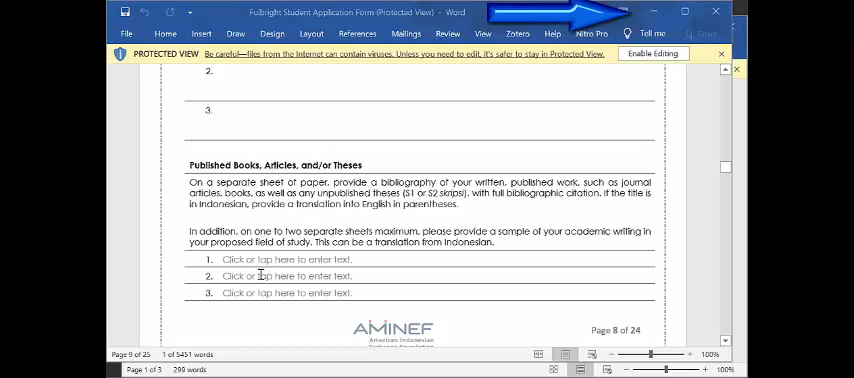 Fulbright Student Application Form (Protected View) - Word
File Home Insert Draw Design Layout References Mailings Review View Zotero Help Nitro Pro Tell me Share
PROTECTED VIEW Be careful—files from the Internet can contain viruses. Unless you need to edit, it's safer to stay in Protected View. Enable Editing
2.
3.
Published Books, Articles, and/or Theses
On a separate sheet of paper, provide a bibliography of your written, published work, such as journal
articles, books, as well as any unpublished theses (S1 or S2 skripsi), with full bibliographic citation. If the title is
in Indonesian, provide a translation into English in parentheses.
In addition, on one to two separate sheets maximum, please provide a sample of your academic writing in
your proposed field of study. This can be a translation from Indonesian.
1. Click or tap here to enter text.
2. Click or tap here to enter text.
3. Click or tap here to enter text.
AMINEF
American Indonesian
Page 8 of 24
Page 9 of 25 1 of 5451 words 100%
Page 1 of 3 299 words 100%